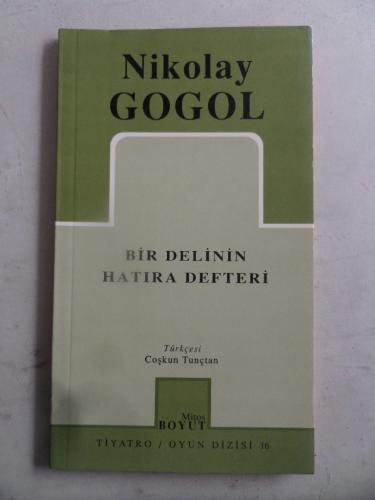 Nikolay
GOGOL
BİR DELİNİN
HATIRA DEFTERİ
Türkçesi
Coşkun Tunçtan
Mitos
BOYUT
TİYATRO / OYUN DİZİSİ 16